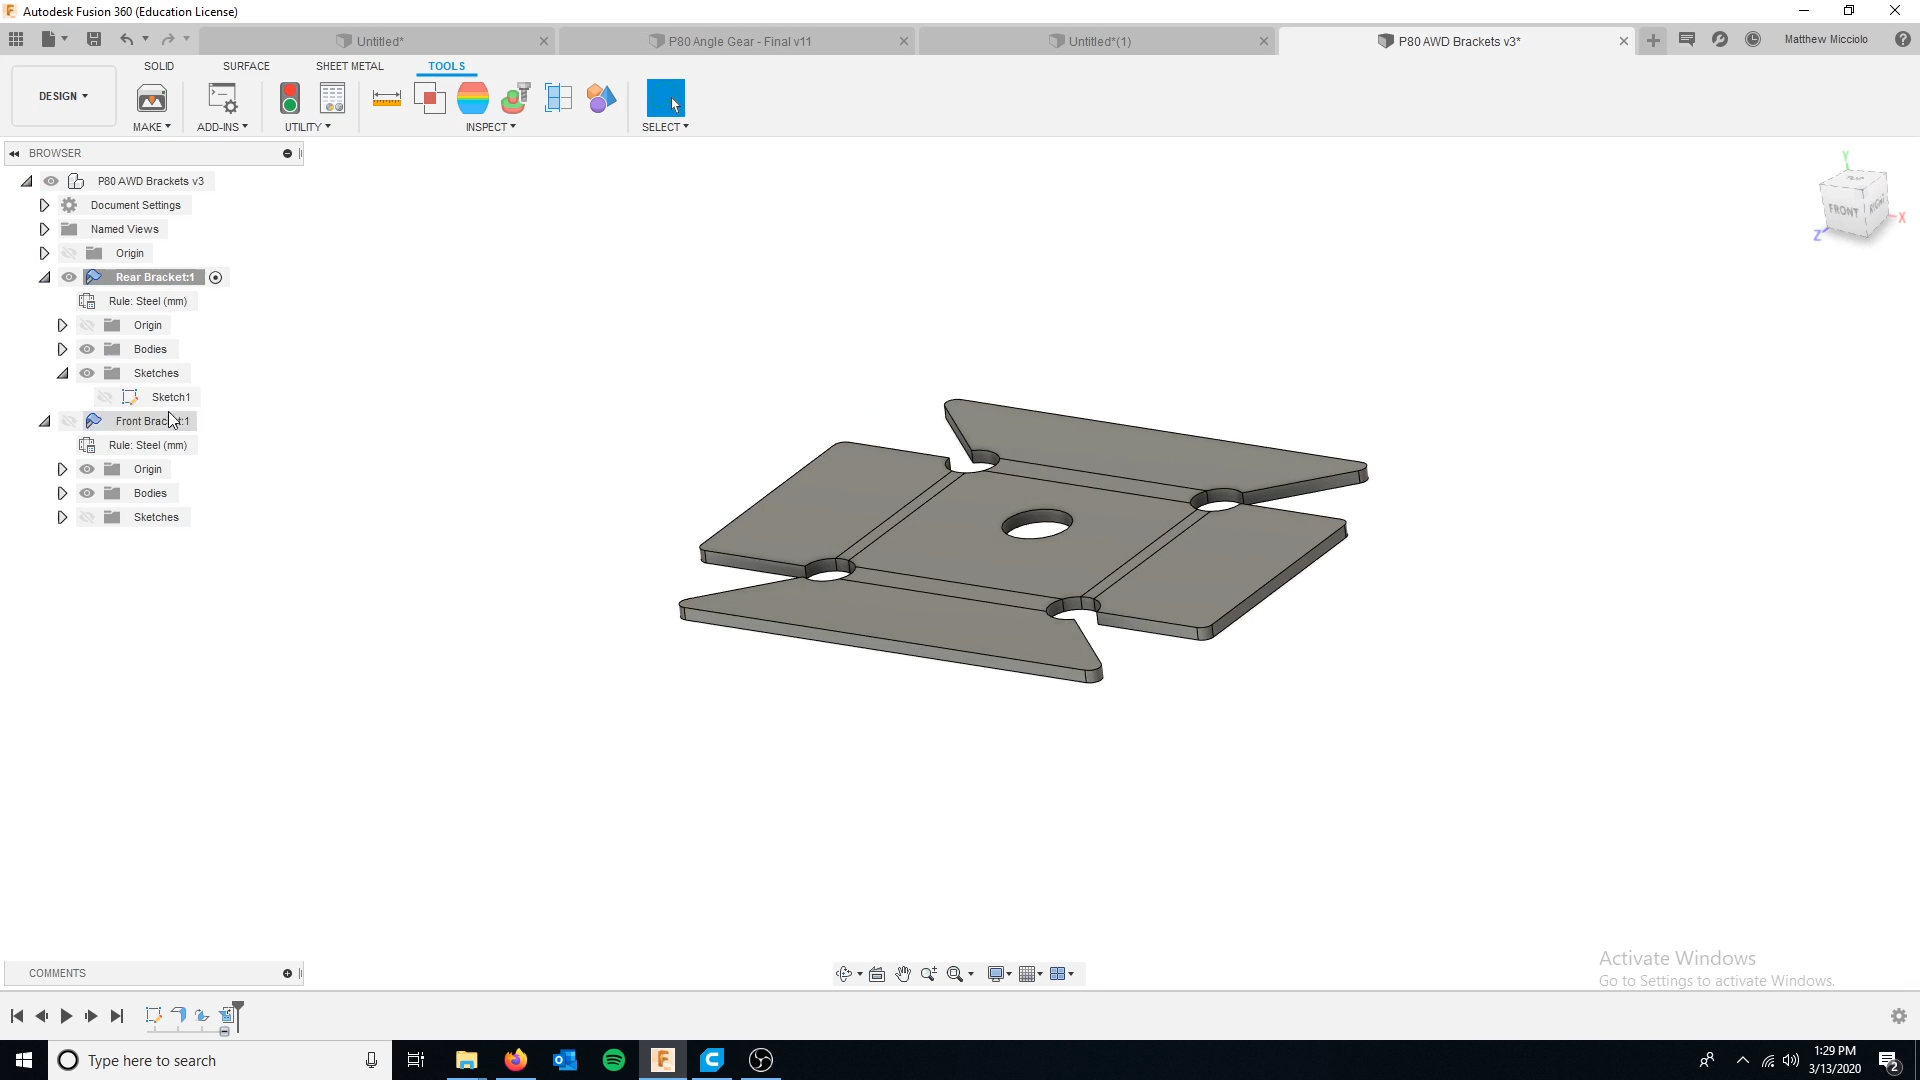 Autodesk Fusion 360 (Education License)
Untitled*
P80 Angle Gear - Final v11
Untitled*(1)
P80 AWD Brackets v3*
Matthew Micciolo
SOLID
SURFACE
SHEET METAL
TOOLS
DESIGN
MAKE
ADD-INS
UTILITY
INSPECT
SELECT
BROWSER
P80 AWD Brackets v3
Document Settings
Named Views
Origin
Rear Bracket:1
Rule: Steel (mm)
Origin
Bodies
Sketches
Sketch1
Front Brac :1
Rule: Steel (mm)
Origin
Bodies
Sketches
Y
TOP
FRONT
RIGHT
X
Z
COMMENTS
Activate Windows
Go to Settings to activate Windows.
Type here to search
1:29 PM
3/13/2020
2